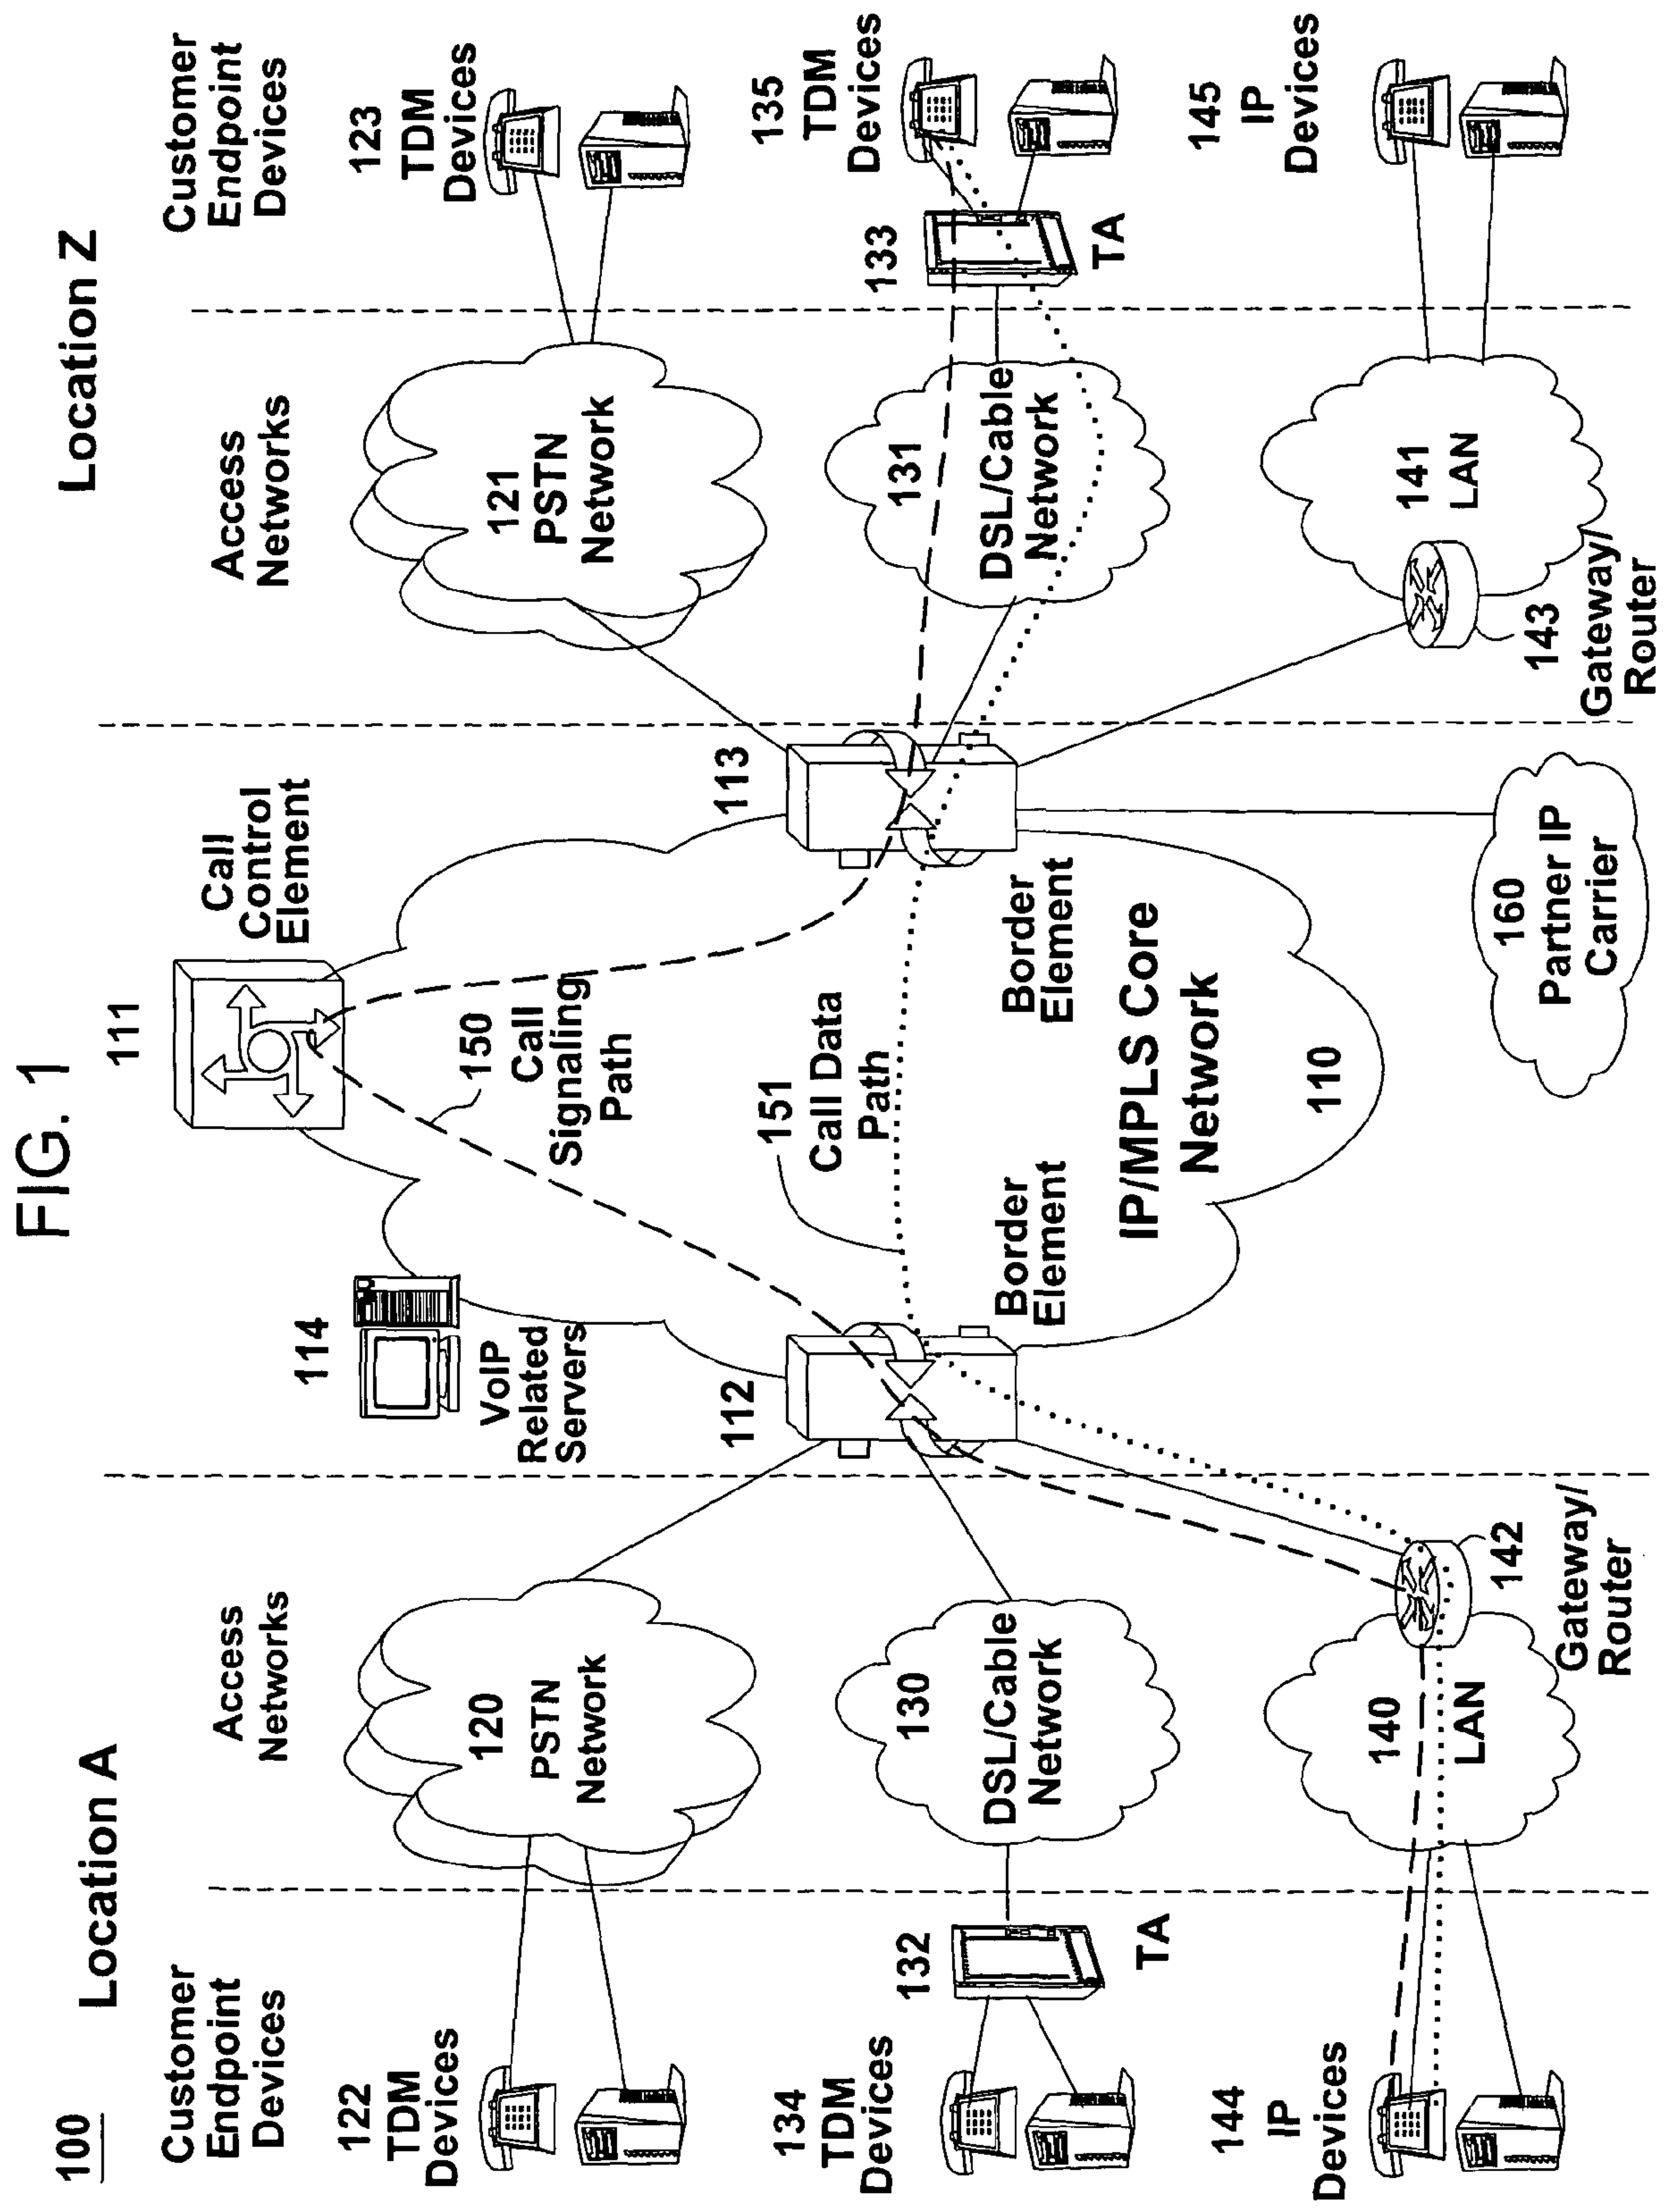 FIG. 1
100
Location A
Location Z
Customer
Endpoint
Devices
Access
Networks
111
Call
Control
Element
Access
Networks
Customer
Endpoint
Devices
122
TDM
Devices
120
PSTN
Network
114
VoIP
Related
Servers
150
Call
Signaling
Path
121
PSTN
Network
123
TDM
Devices
134
TDM
Devices
132
TA
130
DSL/Cable
Network
112
Border
Element
151
Call Data
Path
113
Border
Element
131
DSL/Cable
Network
133
TA
135
TDM
Devices
IP/MPLS Core
Network
110
144
IP
Devices
140
LAN
142
Gateway/
Router
160
Partner IP
Carrier
143
Gateway/
Router
141
LAN
145
IP
Devices